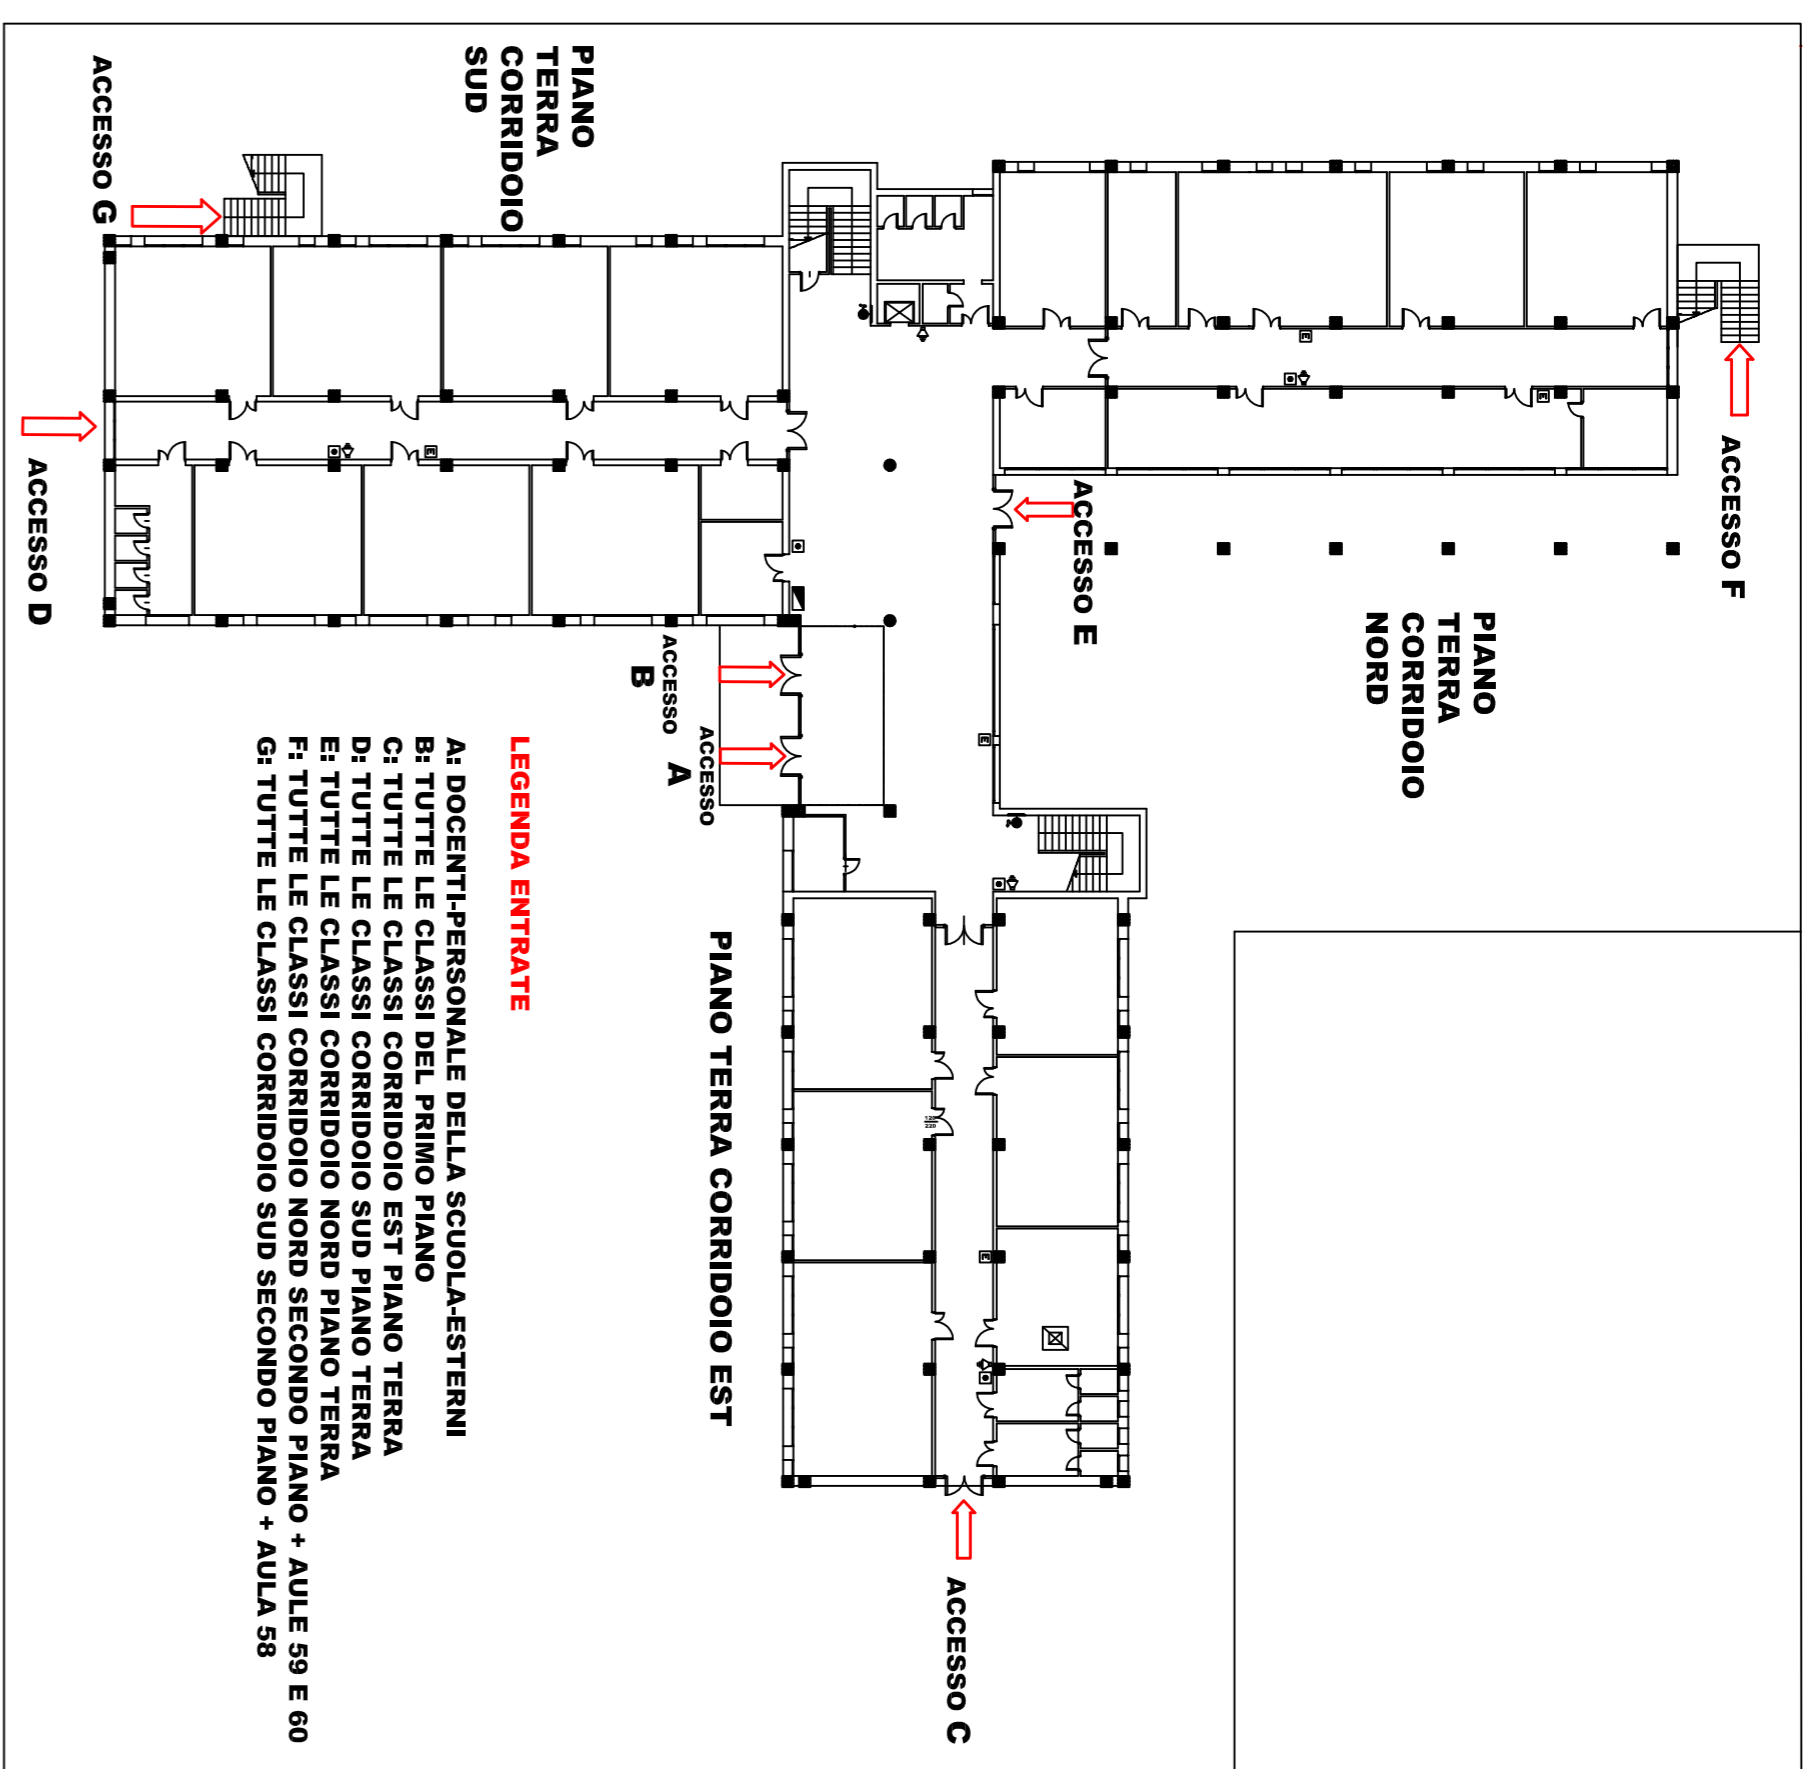 PIANO
TERRA
CORRIDOIO
SUD
ACCESSO G
ACCESSO D
ACCESSO F
ACCESSO E
PIANO
TERRA
CORRIDOIO
NORD
ACCESSO
B
ACCESSO
A
LEGENDA ENTRATE
A: DOCENTI-PERSONALE DELLA SCUOLA-ESTERNI
B: TUTTE LE CLASSI DEL PRIMO PIANO
C: TUTTE LE CLASSI CORRIDOIO EST PIANO TERRA
D: TUTTE LE CLASSI CORRIDOIO SUD PIANO TERRA
E: TUTTE LE CLASSI CORRIDOIO NORD PIANO TERRA
F: TUTTE LE CLASSI CORRIDOIO NORD SECONDO PIANO + AULE 59 E 60
G: TUTTE LE CLASSI CORRIDOIO SUD SECONDO PIANO + AULA 58
PIANO TERRA CORRIDOIO EST
ACCESSO C
E
E
E
E
E
120
220